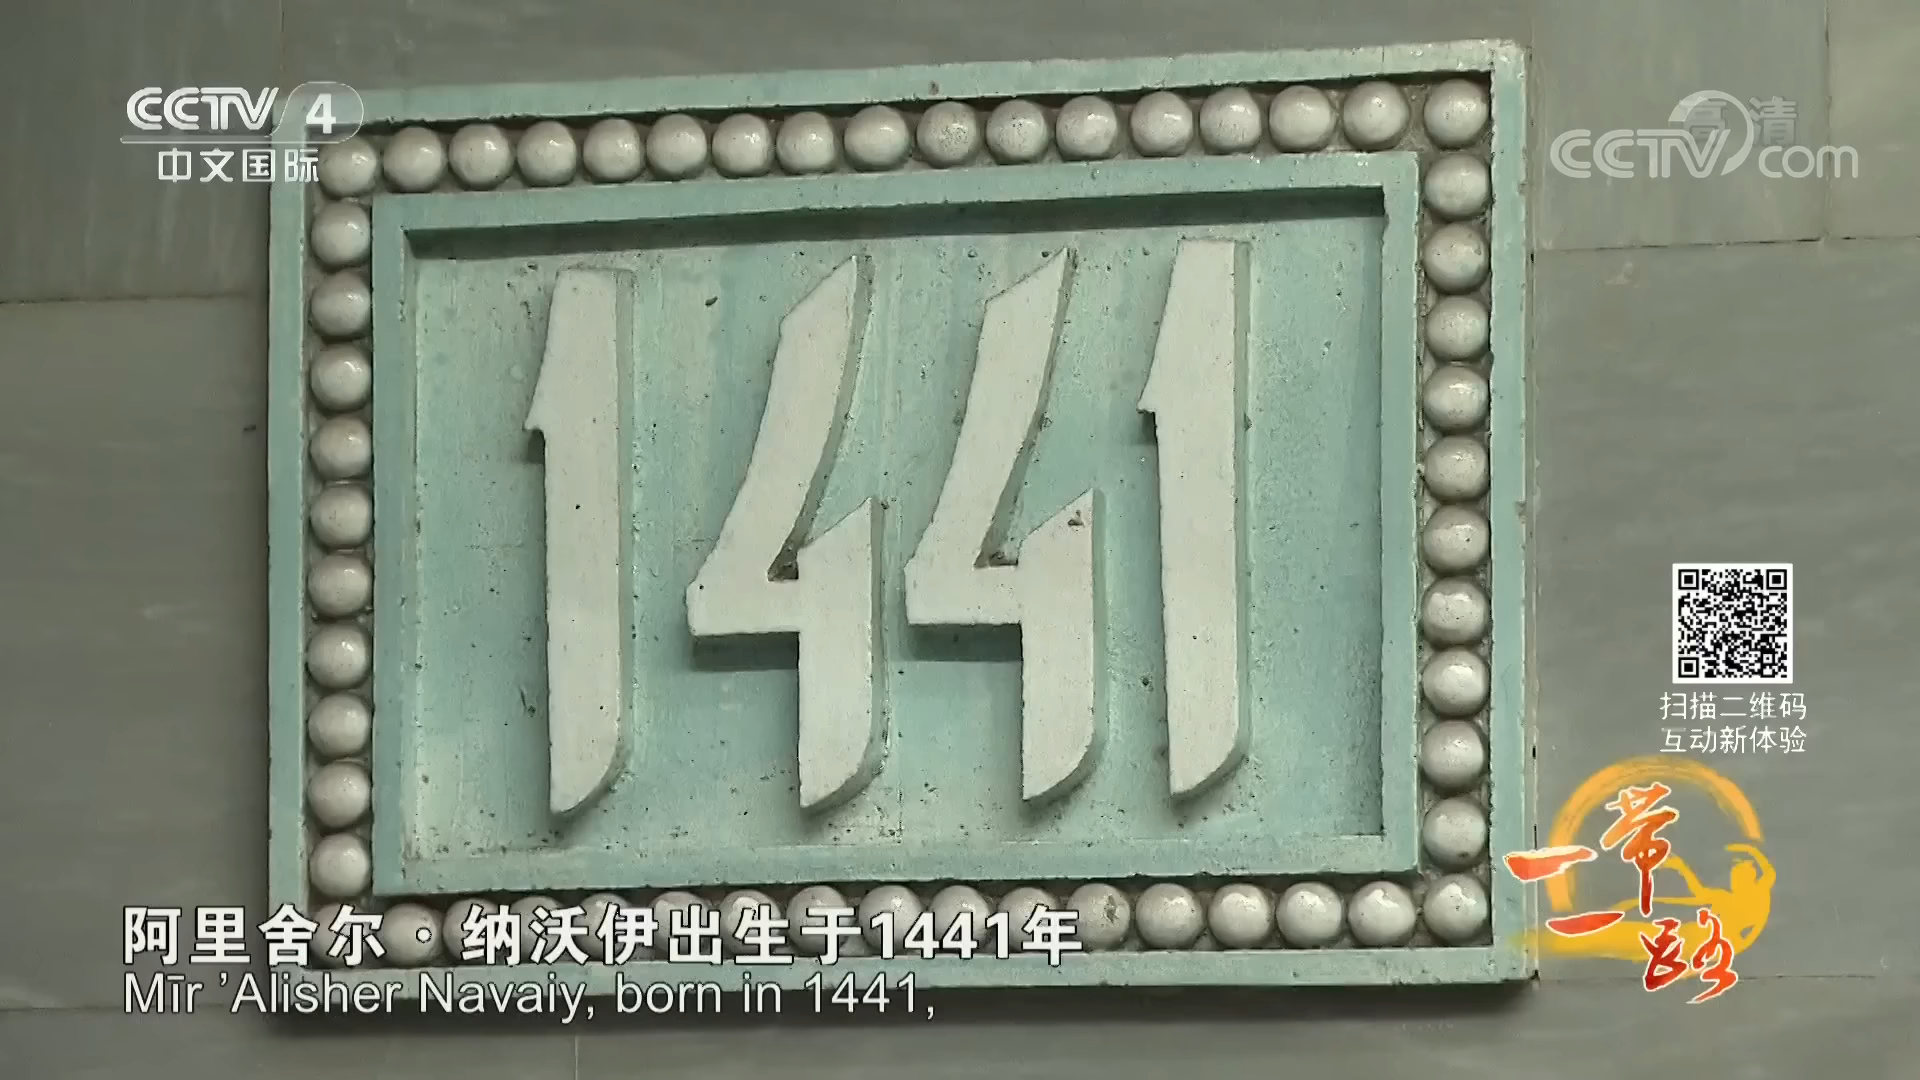 CCTV 4
中文国际
高清
CCTV com
1441
扫描二维码
互动新体验
一带
一路
阿里舍尔·纳沃伊出生于1441年
Mīr ’Alisher Navaiy, born in 1441,